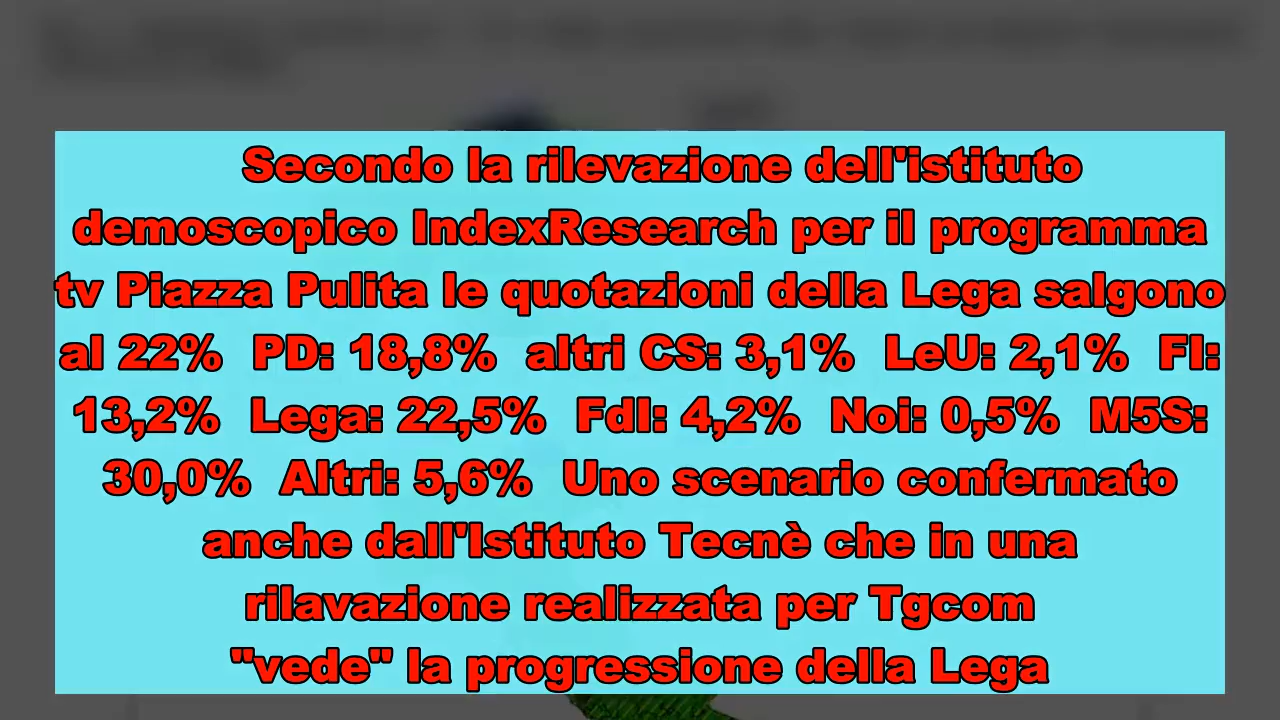 Secondo la rilevazione dell'istituto
demoscopico IndexResearch per il programma
tv Piazza Pulita le quotazioni della Lega salgono
al 22% PD: 18,8% altri CS: 3,1% LeU: 2,1% FI:
13,2% Lega: 22,5% FdI: 4,2% Noi: 0,5% M5S:
30,0% Altri: 5,6% Uno scenario confermato
anche dall'Istituto Tecnè che in una
rilavazione realizzata per Tgcom
"vede" la progressione della Lega